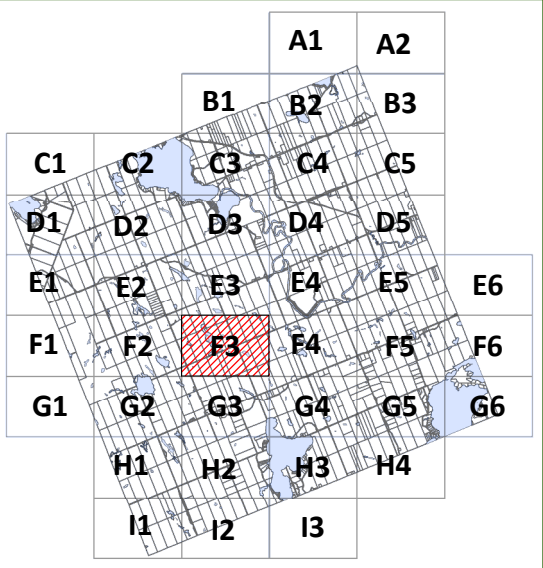 A1 A2
B1 B2 B3
C1 C2 C3 C4 C5
D1 D2 D3 D4 D5
E1 E2 E3 E4 E5 E6
F1 F2 F3 F4 F5 F6
G1 G2 G3 G4 G5 G6
H1 H2 H3 H4
I1 I2 I3